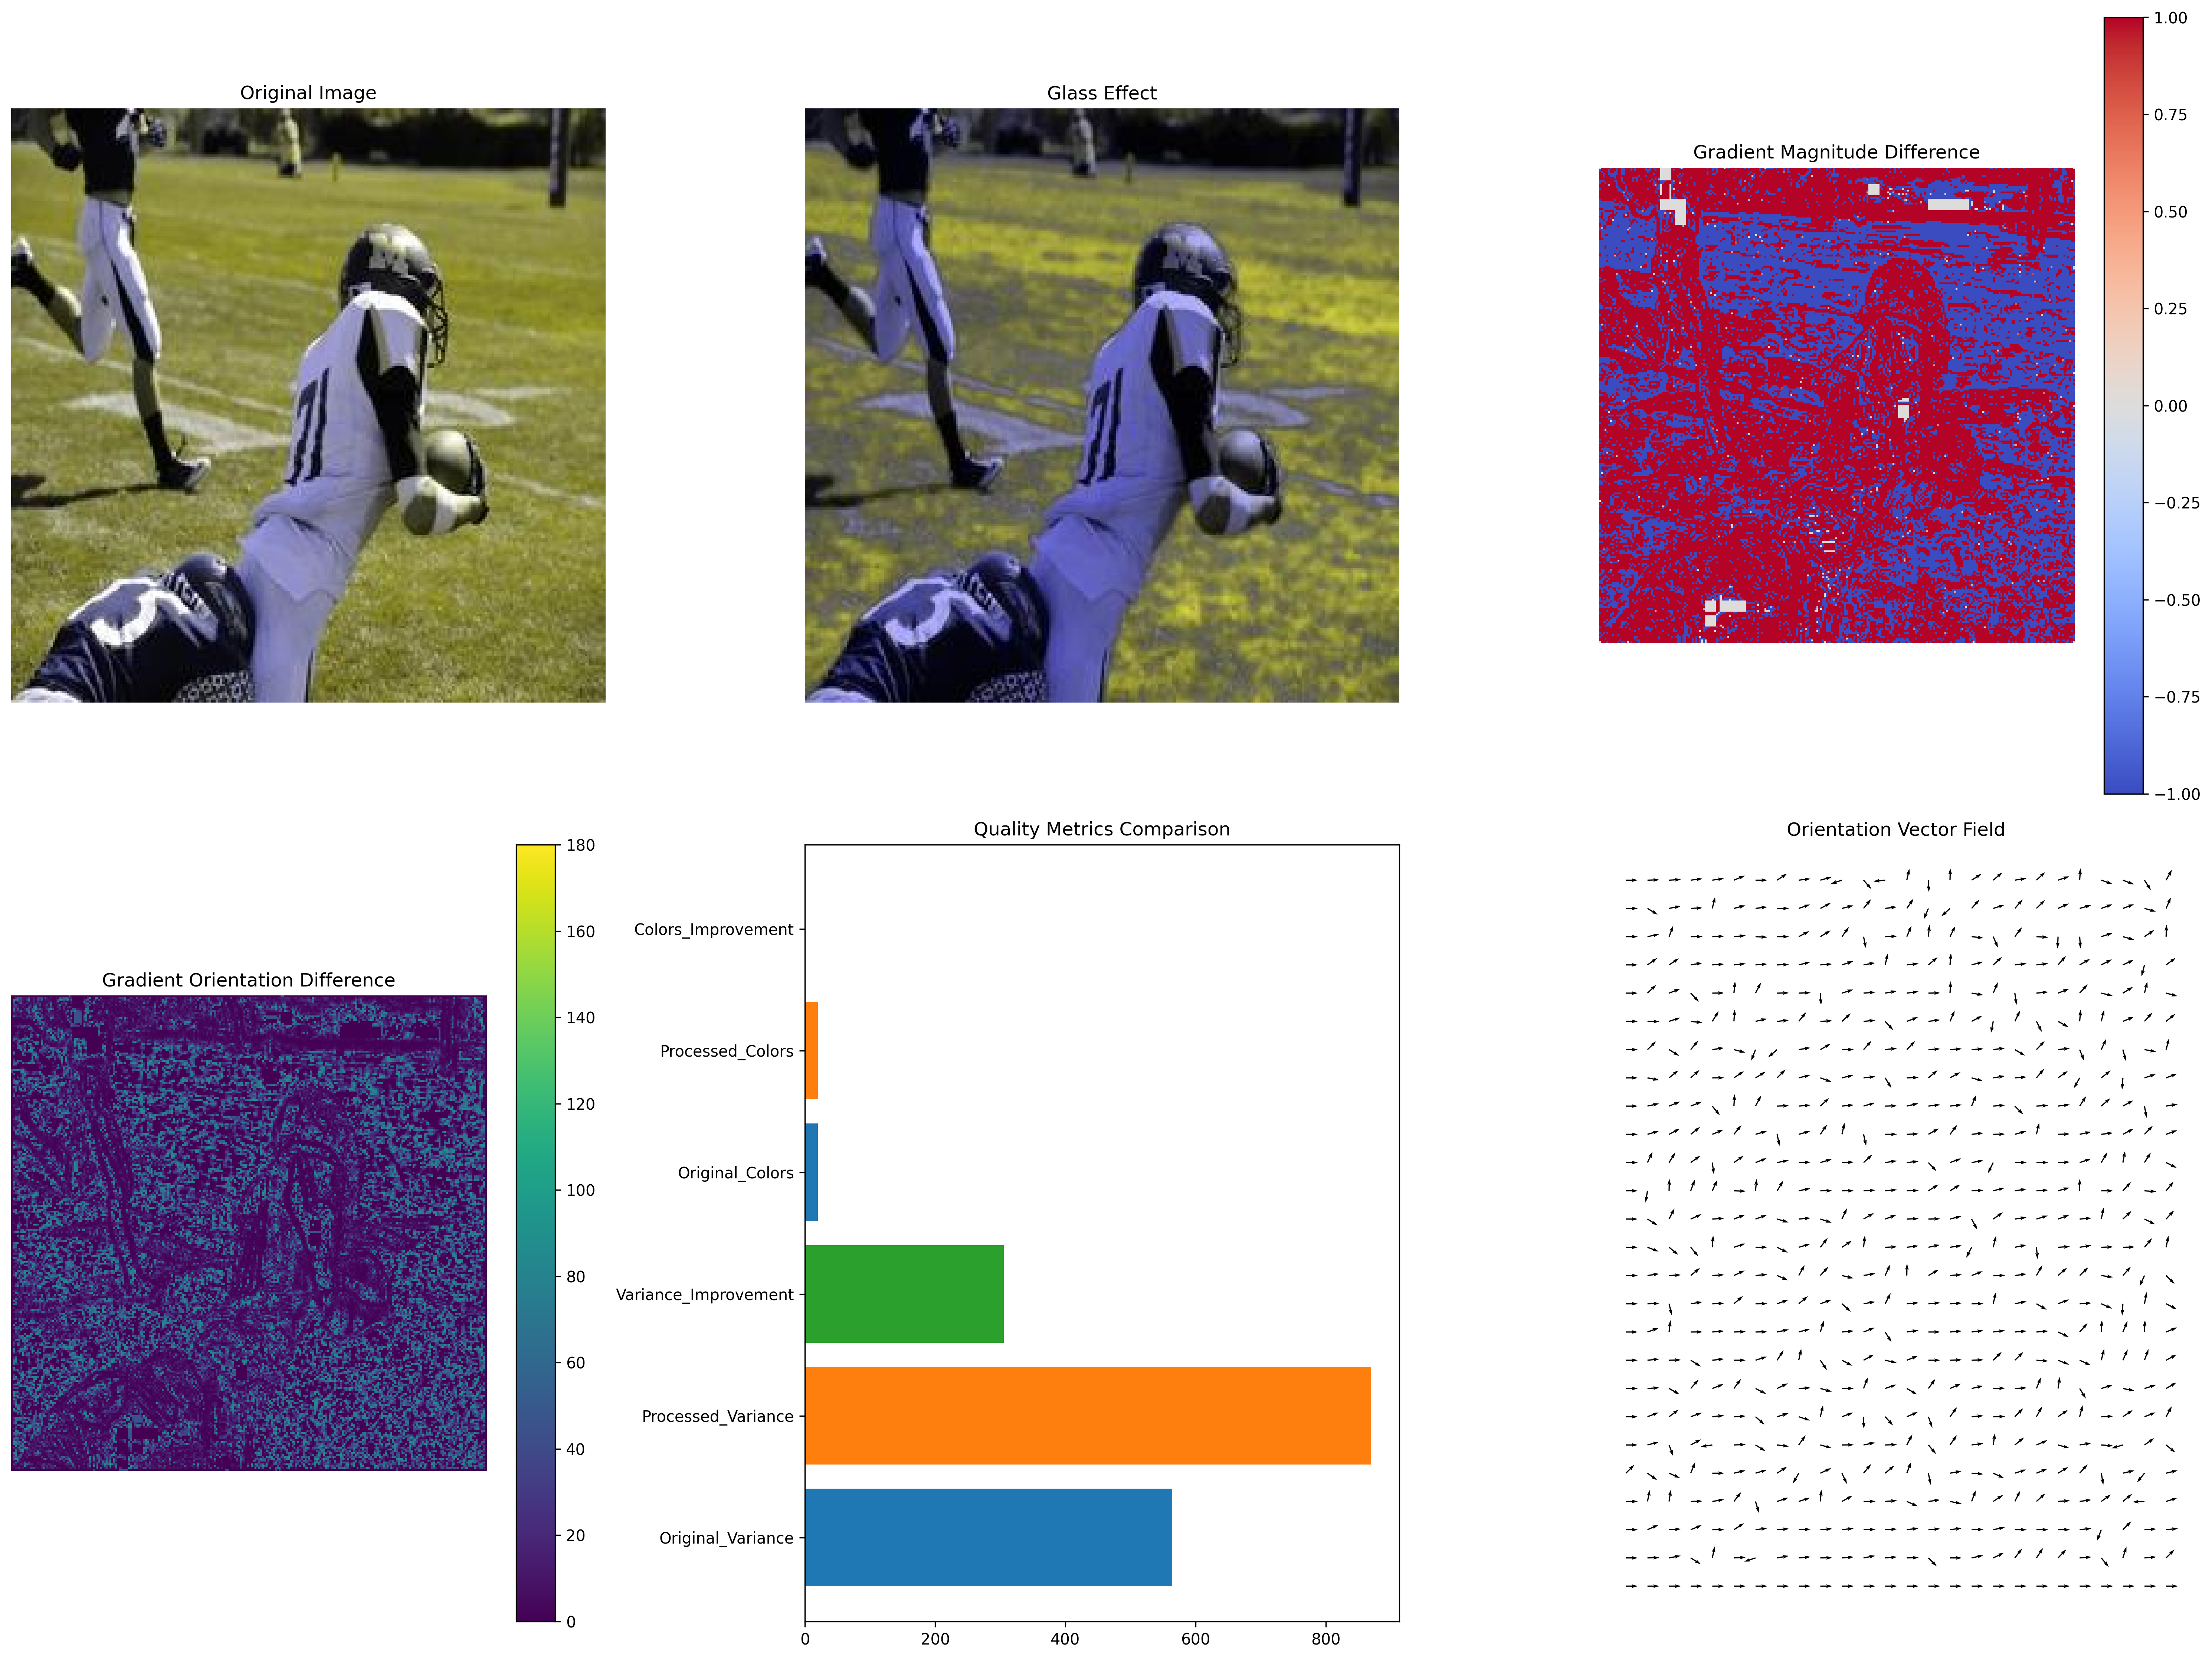 Original Image
Glass Effect
Gradient Magnitude Difference
1.00
0.75
0.50
0.25
0.00
−0.25
−0.50
−0.75
−1.00
M
71
71
Gradient Orientation Difference
180
160
140
120
100
80
60
40
20
0
Quality Metrics Comparison
Colors_Improvement
Processed_Colors
Original_Colors
Variance_Improvement
Processed_Variance
Original_Variance
0 200 400 600 800
Orientation Vector Field